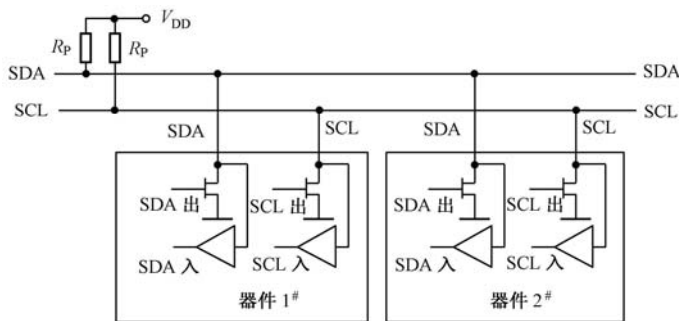 V_DD
R_P R_P
SDA SDA
SCL SCL
SDA SCL SDA SCL
SDA 出 SCL 出 SDA 出 SCL 出
SDA 入 SCL 入 SDA 入 SCL 入
器件 1# 器件 2#